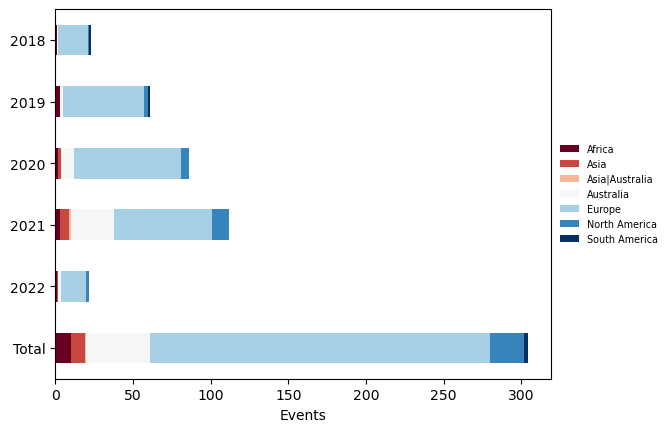 2018
2019
2020
2021
2022
Total
0 50 100 150 200 250 300
Events
Africa
Asia
Asia|Australia
Australia
Europe
North America
South America